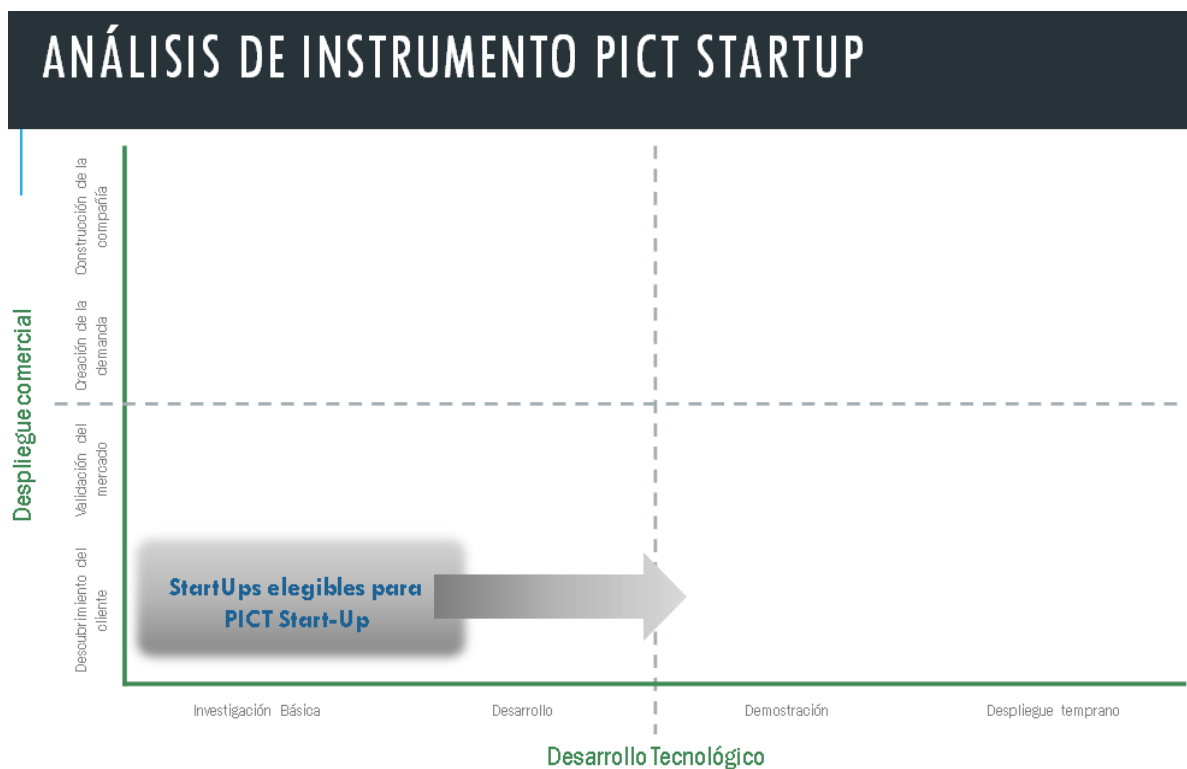 ANÁLISIS DE INSTRUMENTO PICT STARTUP
Despliegue comercial
Construcción de la
compañía
Creación de la
demanda
Validación del
mercado
Descubrimiento del
cliente
StartUps elegibles para
PICT Start-Up
Investigación Básica
Desarrollo
Demostración
Despliegue temprano
Desarrollo Tecnológico